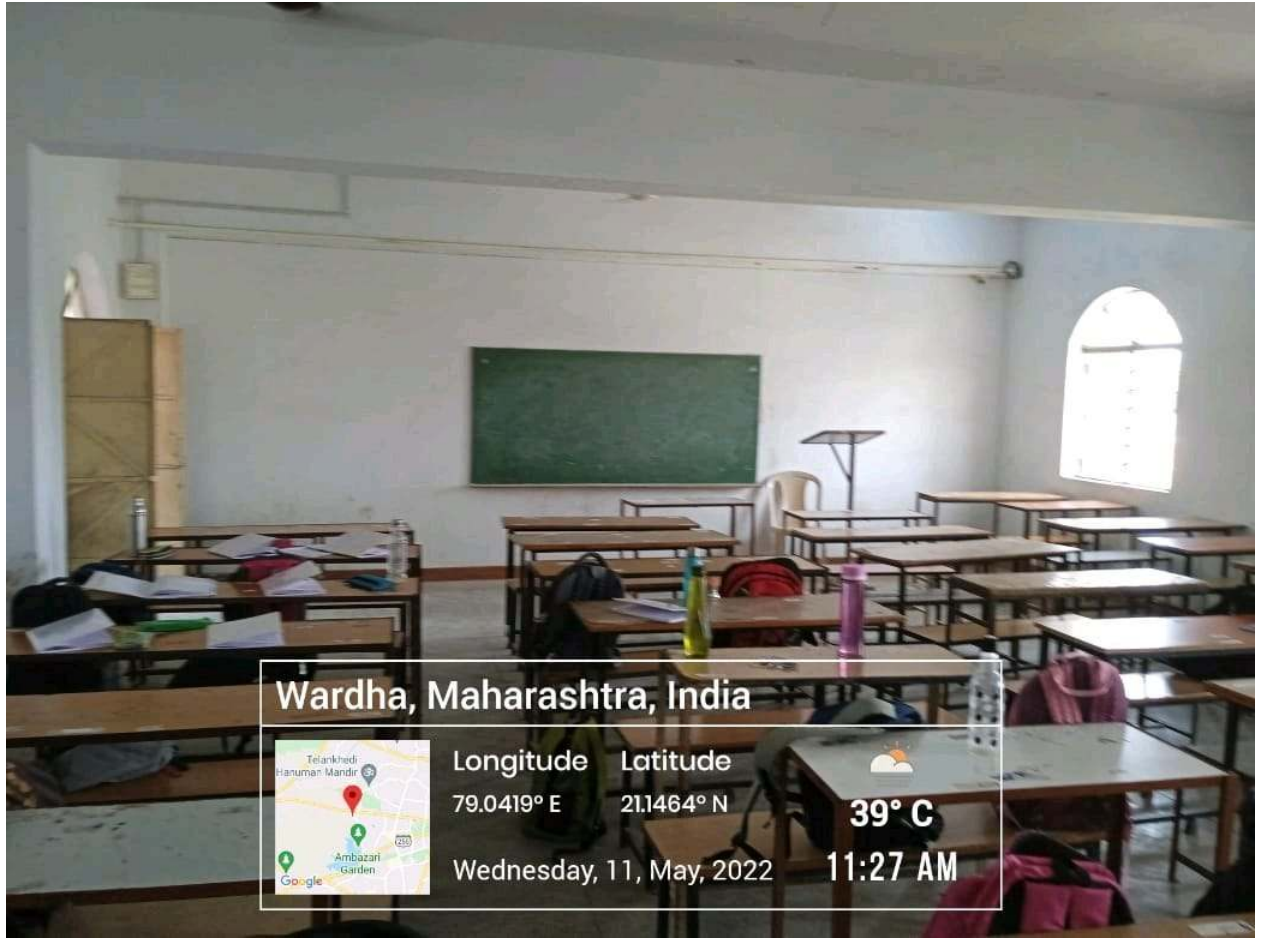 Wardha, Maharashtra, India
Telankhedi
Hanuman Mandir
Ambazari
Garden
Google
Longitude Latitude
79.0419° E 21.1464° N
39° C
Wednesday, 11, May, 2022 11:27 AM